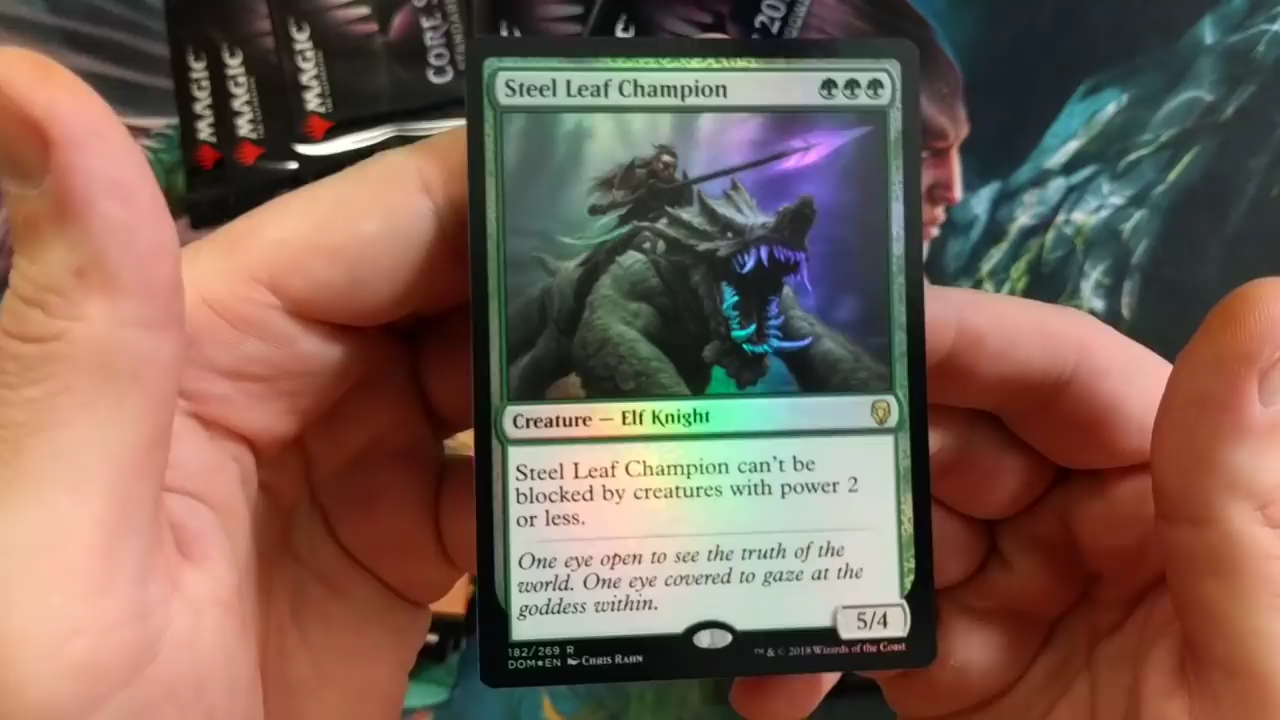 MAGIC
MAGIC
MAGIC
CORE
20
Steel Leaf Champion
Creature — Elf Knight
Steel Leaf Champion can't be
blocked by creatures with power 2
or less.
One eye open to see the truth of the
world. One eye covered to gaze at the
goddess within.
5/4
182/269 R
DOM★EN Chris Rahn
™ & © 2018 Wizards of the Coast